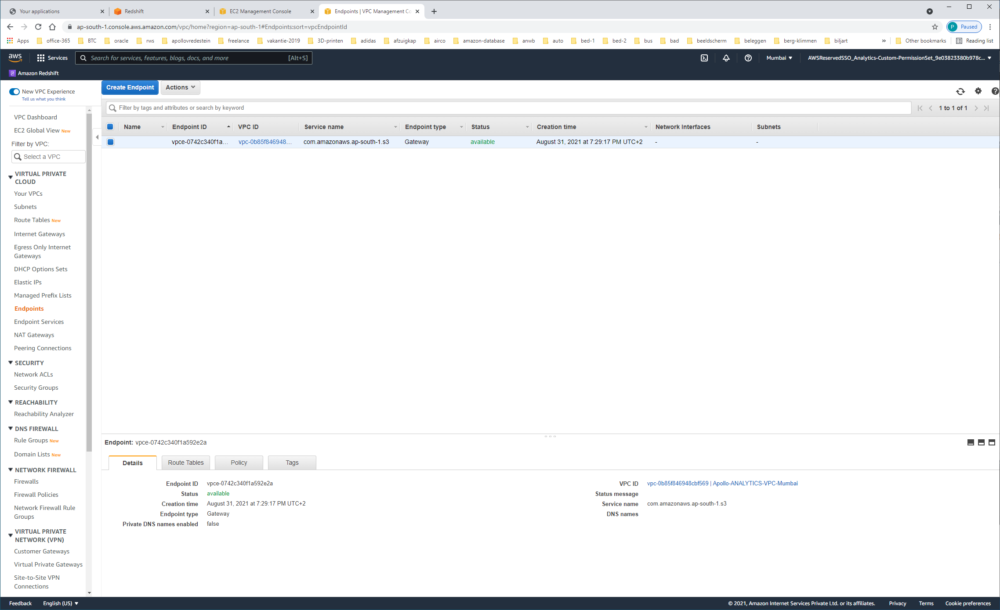 Your applications
Redshift
EC2 Management Console
Endpoints | VPC Management Co
ap-south-1.console.aws.amazon.com/vpc/home?region=ap-south-1#Endpoints:sort=vpcEndpointId
P Paused
Apps office-365 BTC oracle rws apollovredestein freelance vakantie-2019 3D-printen adidas afzuigkap airco amazon-database anwb auto bed-1 bed-2 bus bad beeldscherm beleggen berg-klimmen biljart » Other bookmarks Reading list
aws Services Search for services, features, blogs, docs, and more [Alt+S] Mumbai AWSReservedSSO_Analytics-Custom-PermissionSet_9e03823380b978c...
Amazon Redshift
New VPC Experience
Tell us what you think
VPC Dashboard
EC2 Global View New
Filter by VPC:
Select a VPC
VIRTUAL PRIVATE
CLOUD
Your VPCs
Subnets
Route Tables New
Internet Gateways
Egress Only Internet
Gateways
DHCP Options Sets
Elastic IPs
Managed Prefix Lists
Endpoints
Endpoint Services
NAT Gateways
Peering Connections
SECURITY
Network ACLs
Security Groups
REACHABILITY
Reachability Analyzer
DNS FIREWALL
Rule Groups New
Domain Lists New
NETWORK FIREWALL
Firewalls
Firewall Policies
Network Firewall Rule
Groups
VIRTUAL PRIVATE
NETWORK (VPN)
Customer Gateways
Virtual Private Gateways
Site-to-Site VPN
Connections
Create Endpoint Actions
Filter by tags and attributes or search by keyword
1 to 1 of 1
Name Endpoint ID VPC ID Service name Endpoint type Status Creation time Network Interfaces Subnets
vpce-0742c340f1a... vpc-0b85f846948... com.amazonaws.ap-south-1.s3 Gateway available August 31, 2021 at 7:29:17 PM UTC+2 - -
Endpoint: vpce-0742c340f1a592e2a
Details Route Tables Policy Tags
Endpoint ID vpce-0742c340f1a592e2a
Status available
Creation time August 31, 2021 at 7:29:17 PM UTC+2
Endpoint type Gateway
Private DNS names enabled false
VPC ID vpc-0b85f846948cbf569 | Apollo-ANALYTICS-VPC-Mumbai
Status message
Service name com.amazonaws.ap-south-1.s3
DNS names
Feedback English (US) © 2021, Amazon Internet Services Private Ltd. or its affiliates. Privacy Terms Cookie preferences